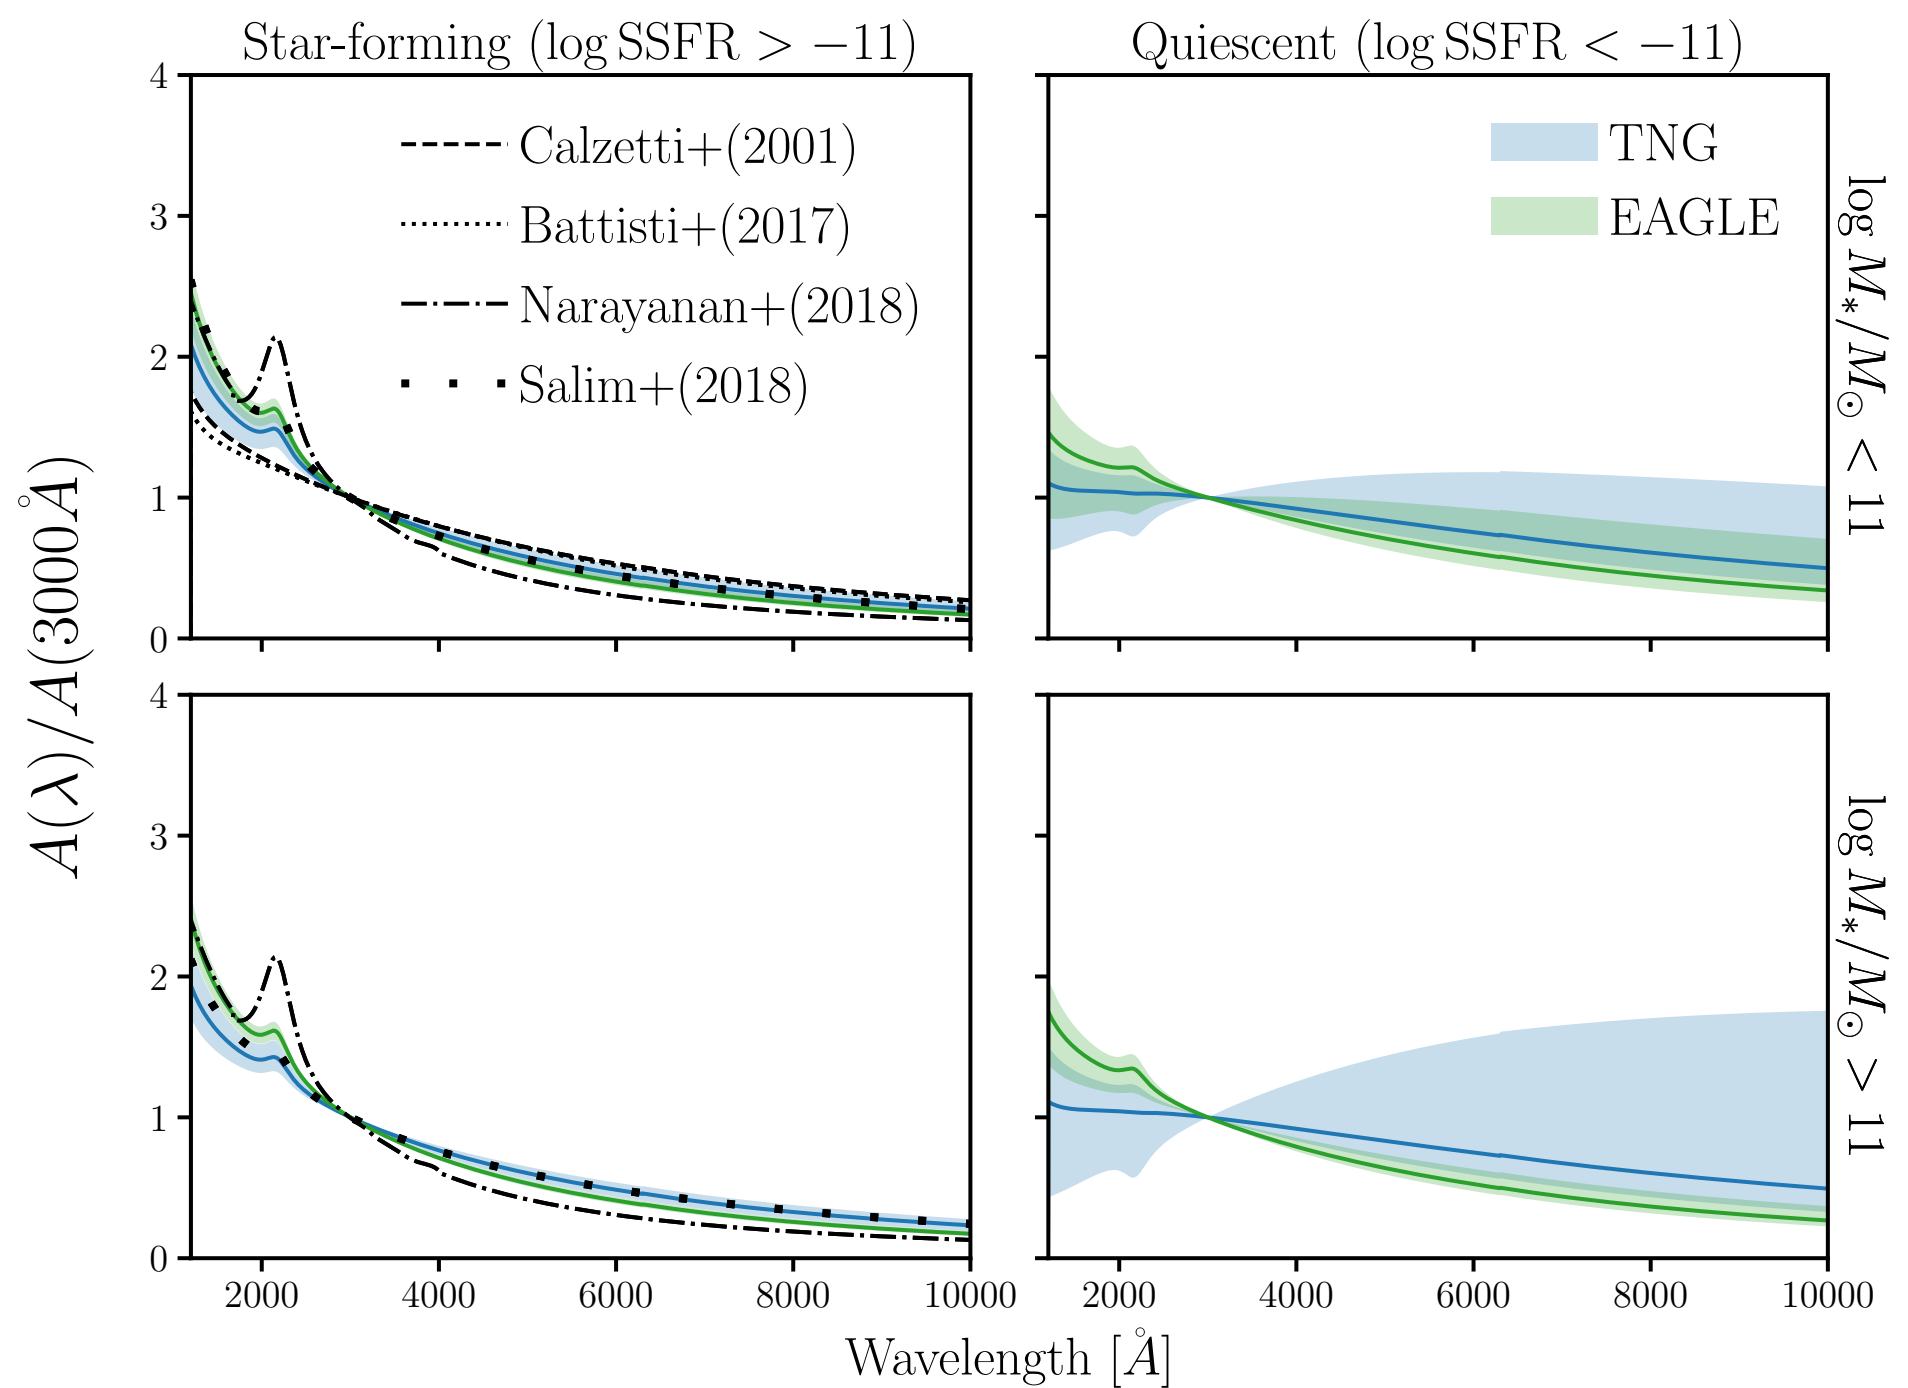 Star-forming (log SSFR > −11)
Quiescent (log SSFR < −11)
4
3
2
1
0
Calzetti+(2001)
Battisti+(2017)
Narayanan+(2018)
Salim+(2018)
TNG
EAGLE
log M∗/M⊙ < 11
A(λ)/A(3000Å)
4
3
2
1
0
log M∗/M⊙ > 11
2000 4000 6000 8000 10000
2000 4000 6000 8000 10000
Wavelength [Å]